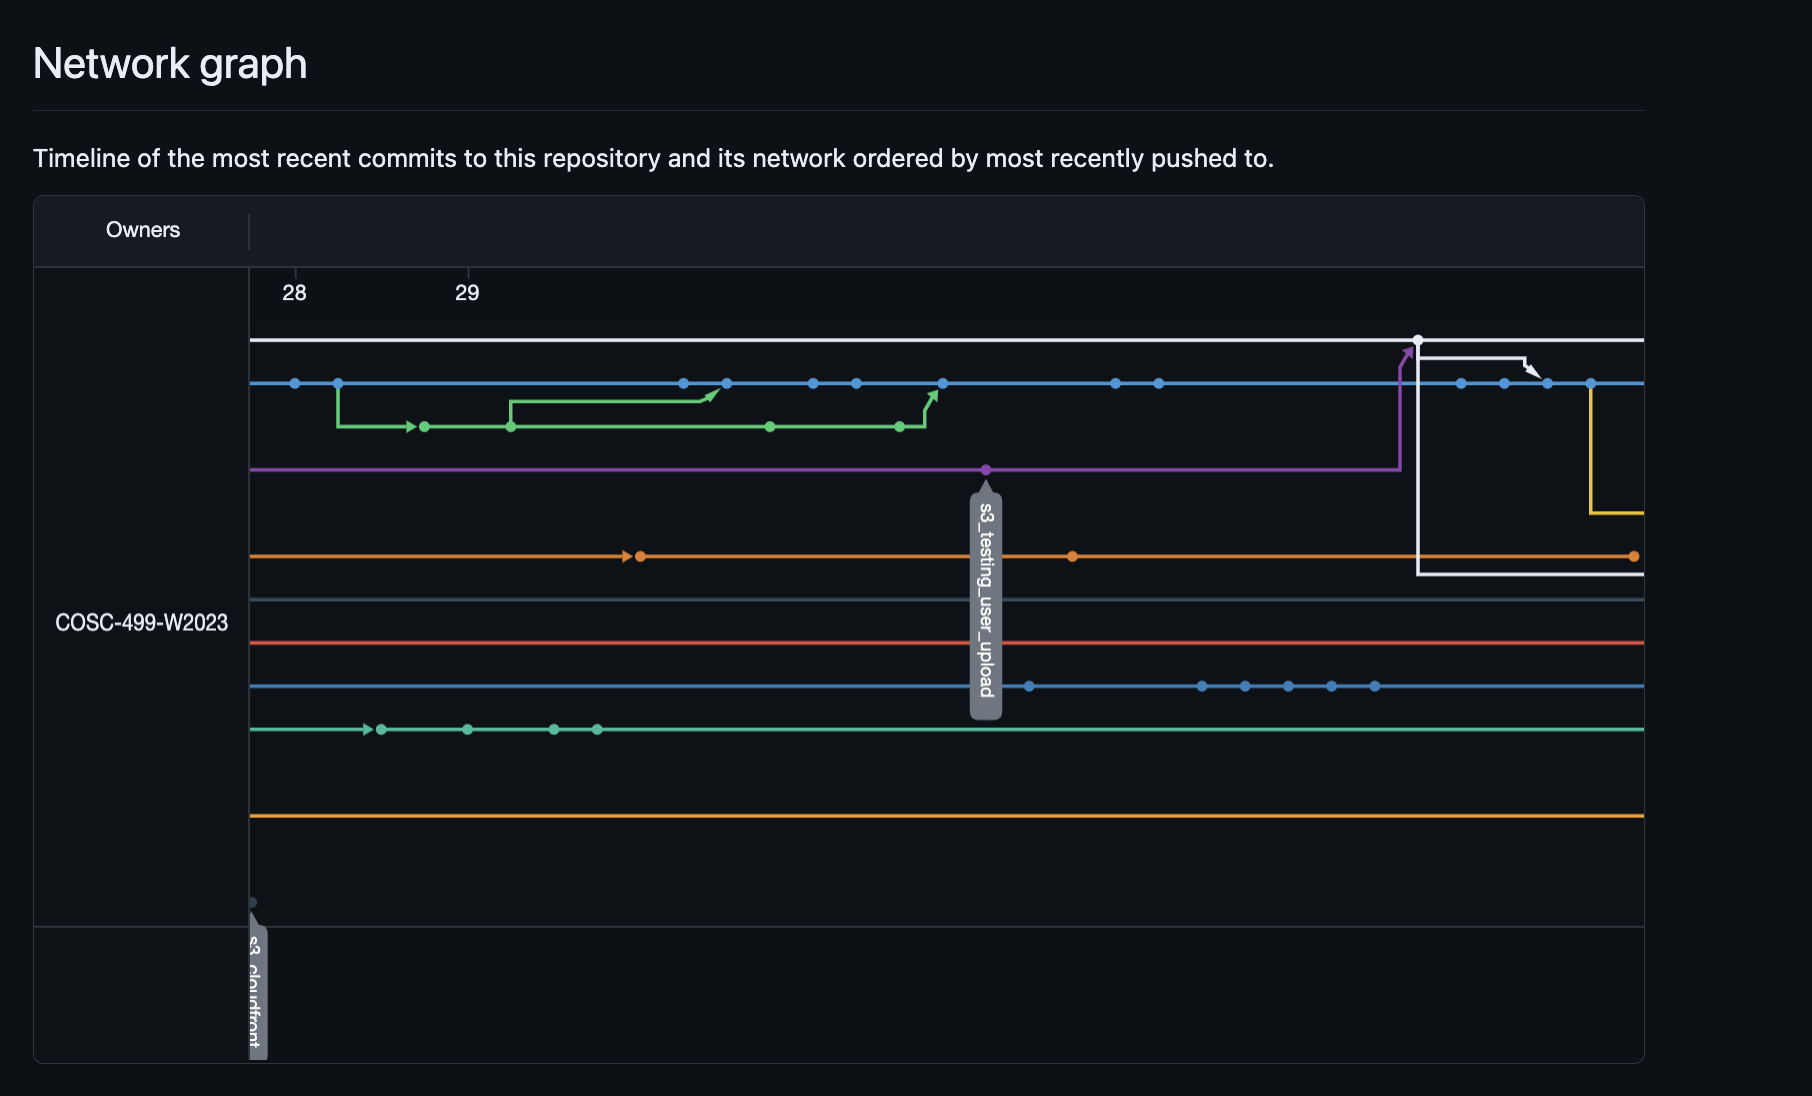 Network graph
Timeline of the most recent commits to this repository and its network ordered by most recently pushed to.
Owners
28
29
s3_testing_user_upload
COSC-499-W2023
s3_cloudfront